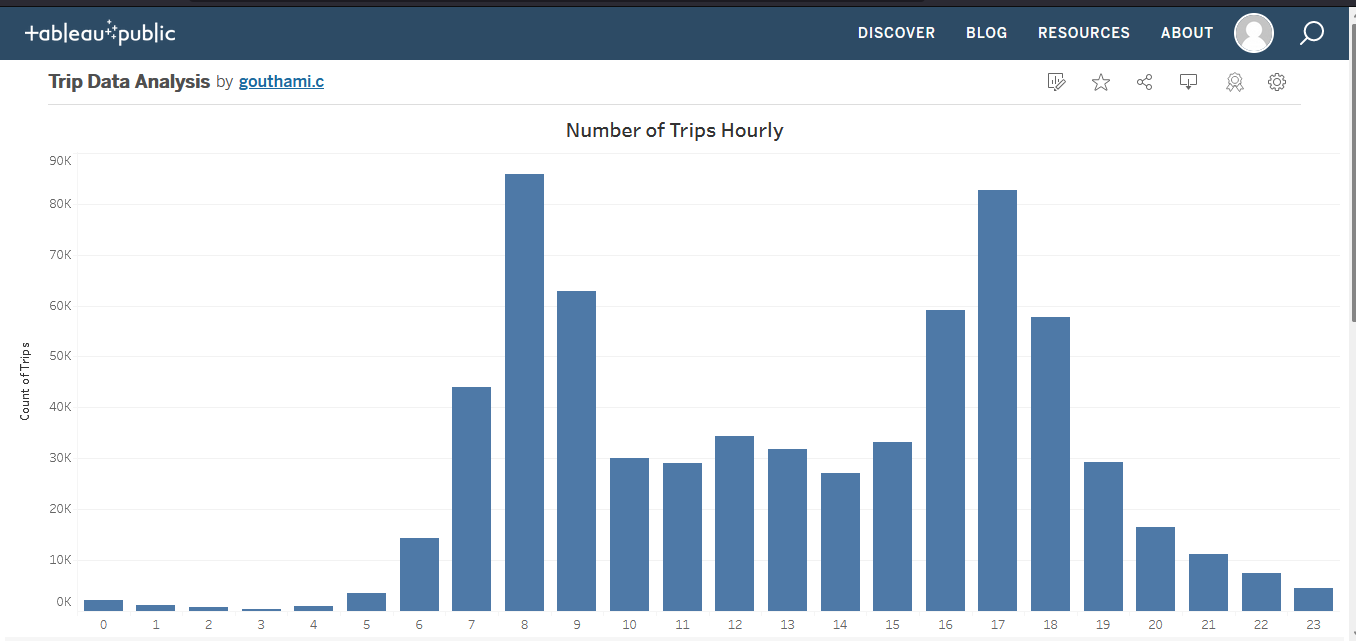 +ableau public
DISCOVER BLOG RESOURCES ABOUT
Trip Data Analysis by gouthami.c
Number of Trips Hourly
90K
80K
70K
60K
50K
40K
30K
20K
10K
0K
Count of Trips
0 1 2 3 4 5 6 7 8 9 10 11 12 13 14 15 16 17 18 19 20 21 22 23